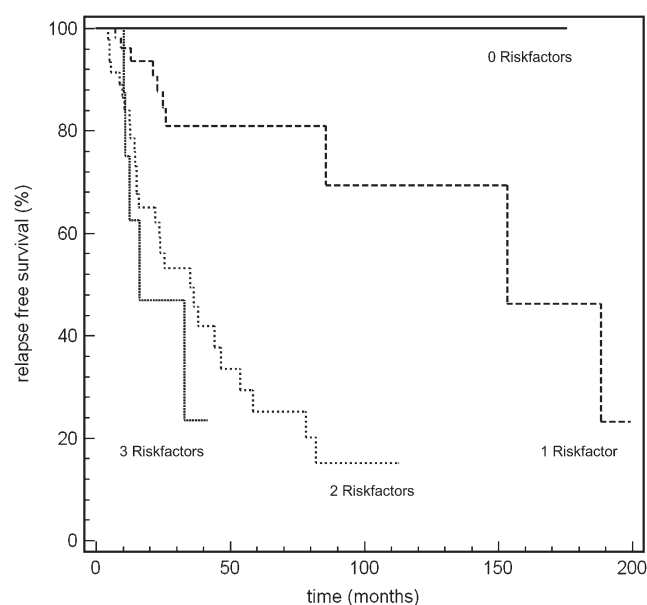 100
80
60
40
20
0
relapse free survival (%)
0 Riskfactors
3 Riskfactors
1 Riskfactor
2 Riskfactors
0 50 100 150 200
time (months)